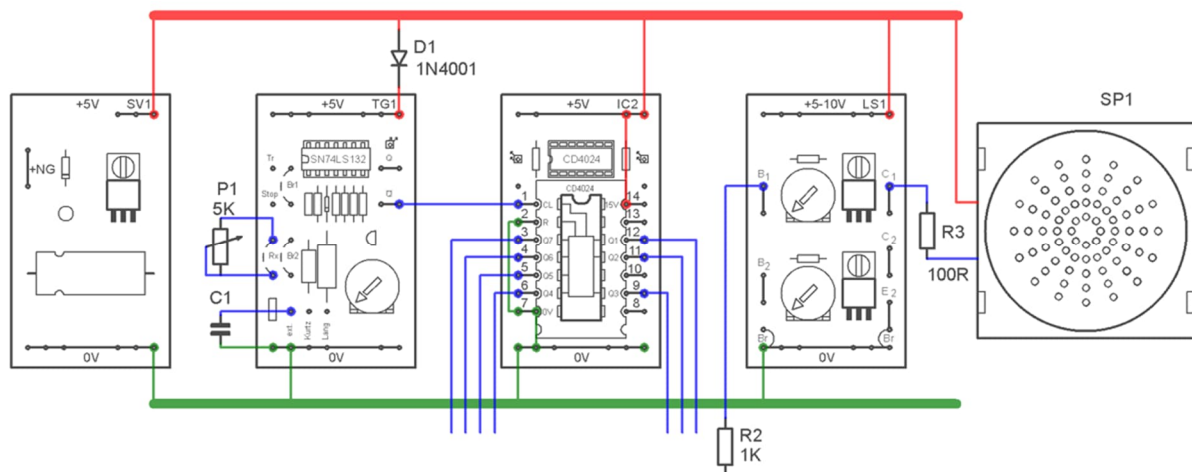 D1
1N4001
+5V SV1
+NG
0V
P1
5K
C1
+5V TG1
SN74LS132
Tr
Q
Br1
Stop
Rx
Br2
ext.
Kurtz
Lang
0V
+5V IC2
CD4024
CD4024
1 CL +5V 14
2 R 13
3 Q7 Q1 12
4 Q6 Q2 11
5 Q5 10
6 Q4 Q3 9
7 0V 8
0V
+5-10V LS1
B1 C1
C2
B2 E2
Br Br
0V
R2
1K
R3
100R
SP1